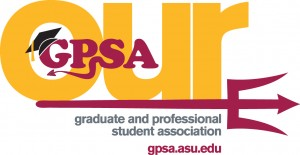 our
GPSA
graduate and professional
student association
gpsa.asu.edu